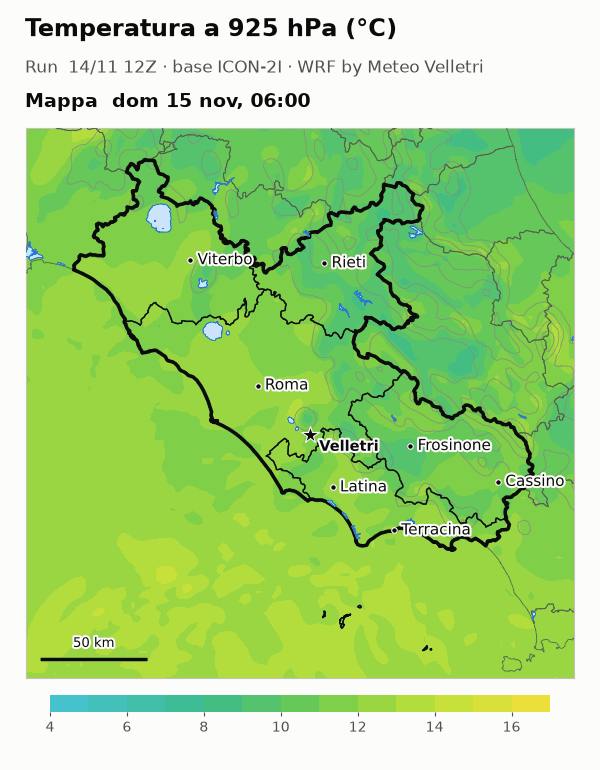 Temperatura a 925 hPa (°C)
Run  14/11 12Z · base ICON-2I · WRF by Meteo Velletri
Mappa  dom 15 nov, 06:00
Viterbo
Rieti
Roma
Velletri
Frosinone
Latina
Cassino
Terracina
50 km
4 6 8 10 12 14 16